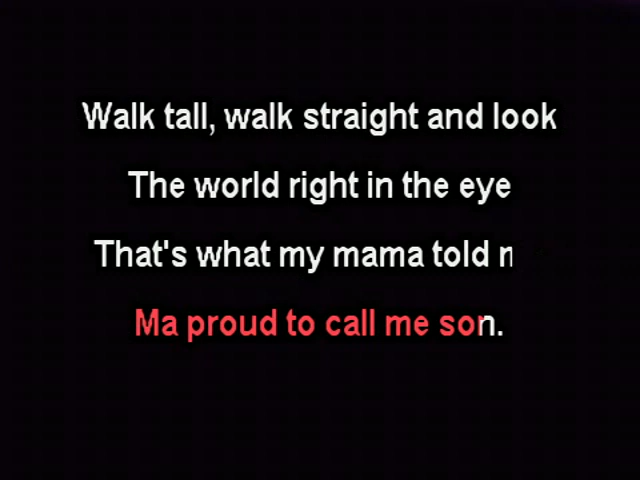 Walk tall, walk straight and look
The world right in the eye
That's what my mama told
Ma proud to call me son.